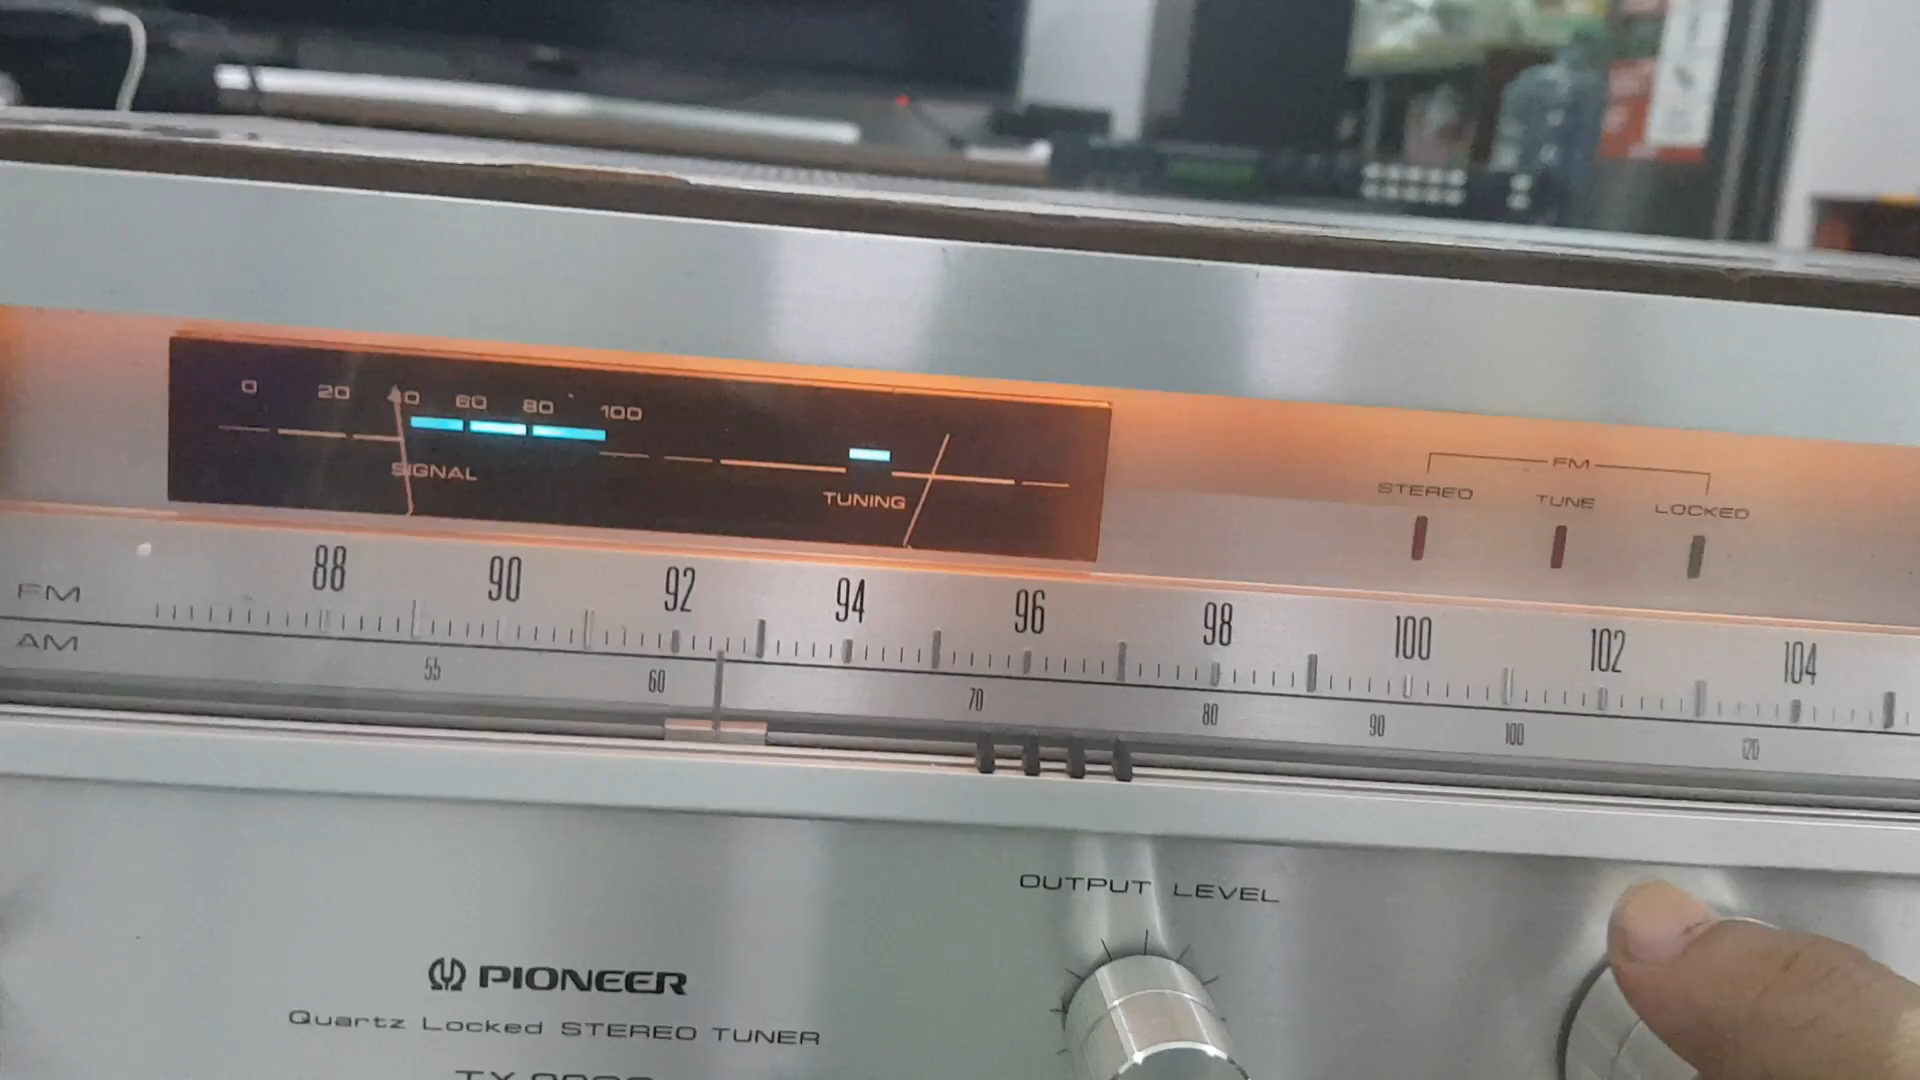 0 20 40 60 80 100
SIGNAL
TUNING
FM
STEREO TUNE LOCKED
FM 88 90 92 94 96 98 100 102 104
AM 55 60 70 80 90 100 120
OUTPUT LEVEL
PIONEER
Quartz Locked STEREO TUNER